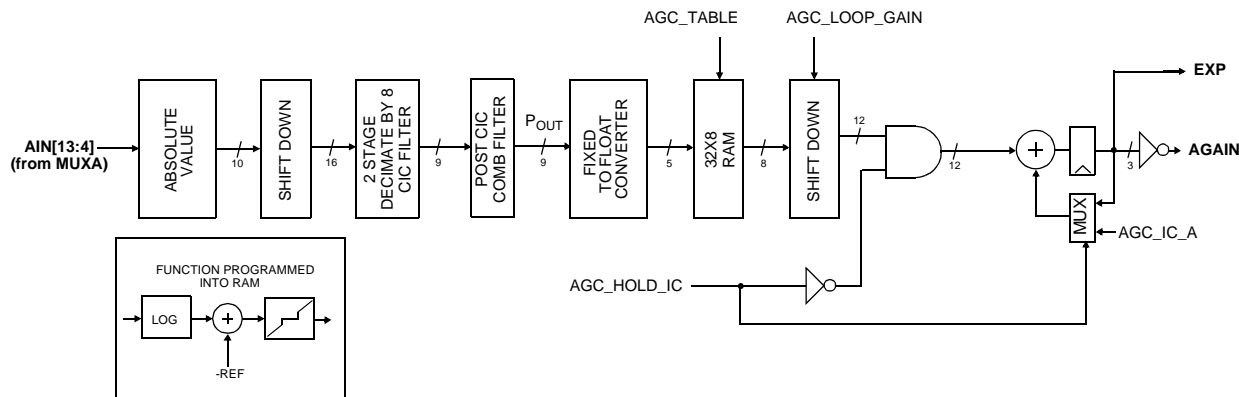 AGC_TABLE
AGC_LOOP_GAIN
EXP
AIN[13:4]
(from MUXA)
ABSOLUTE
VALUE
10
SHIFT DOWN
16
2 STAGE
DECIMATE BY 8
CIC FILTER
9
POST CIC
COMB FILTER
POUT
9
FIXED
TO FLOAT
CONVERTER
5
32X8
RAM
8
SHIFT DOWN
12
12
+
3
AGAIN
MUX
AGC_IC_A
AGC_HOLD_IC
FUNCTION PROGRAMMED
INTO RAM
LOG
+
-REF